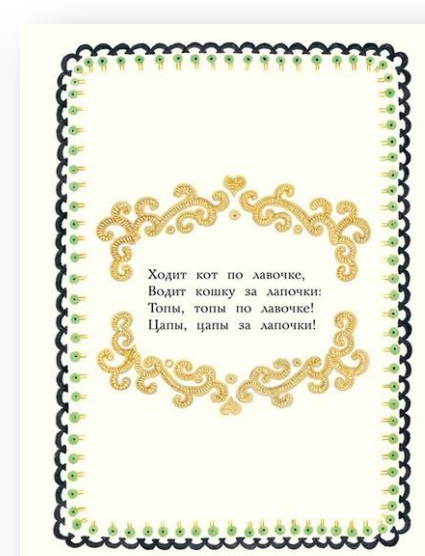 Ходит кот по лавочке,
Водит кошку за лапочки:
Топы, топы по лавочке!
Цапы, цапы за лапочки!